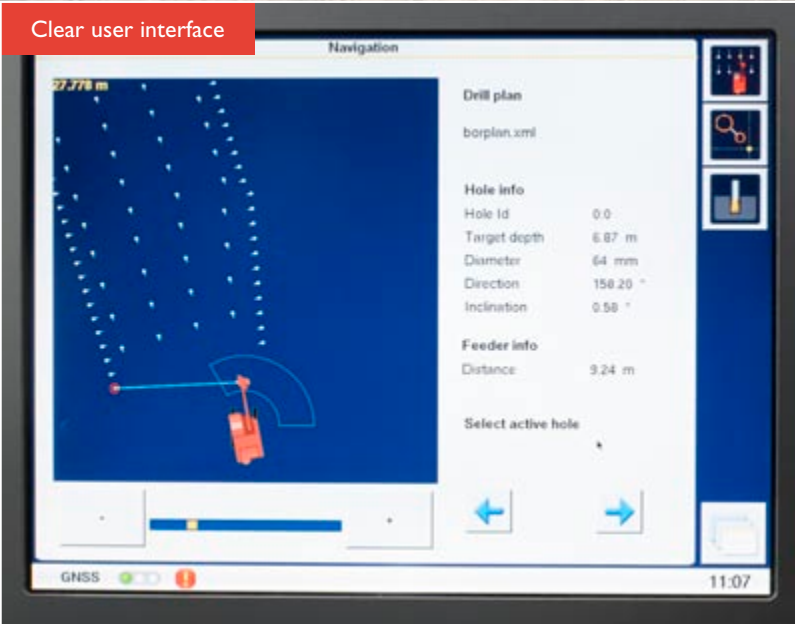 Clear user interface
Navigation
27.778 m
Drill plan
borplan.xml
Hole info
Hole Id 0.0
Target depth 6.87 m
Diameter 64 mm
Direction 158.20 °
Inclination 0.58 °
Feeder info
Distance 9.24 m
Select active hole
GNSS
11:07